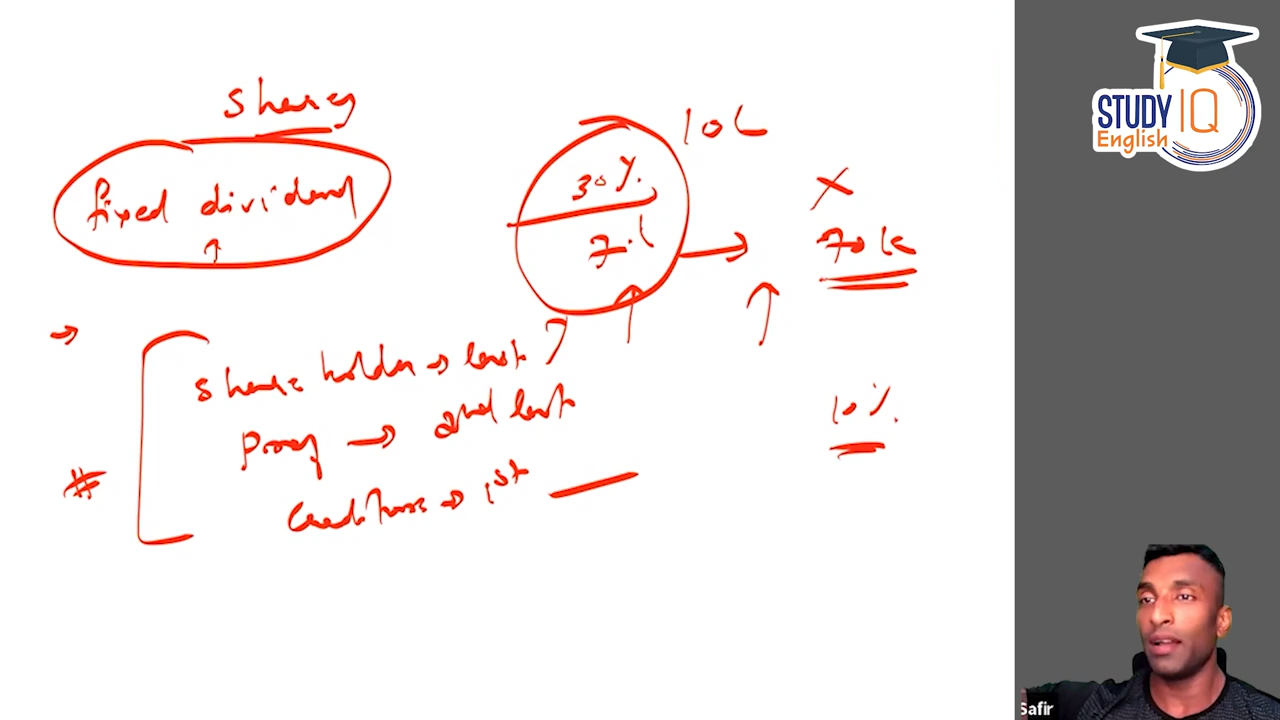 Shares
fixed dividend
10L
30%
7.L
X
70k
Share holder → last
Pref → 2nd last
Creditors → 1st
10%
#
STUDY IQ
English
Safir